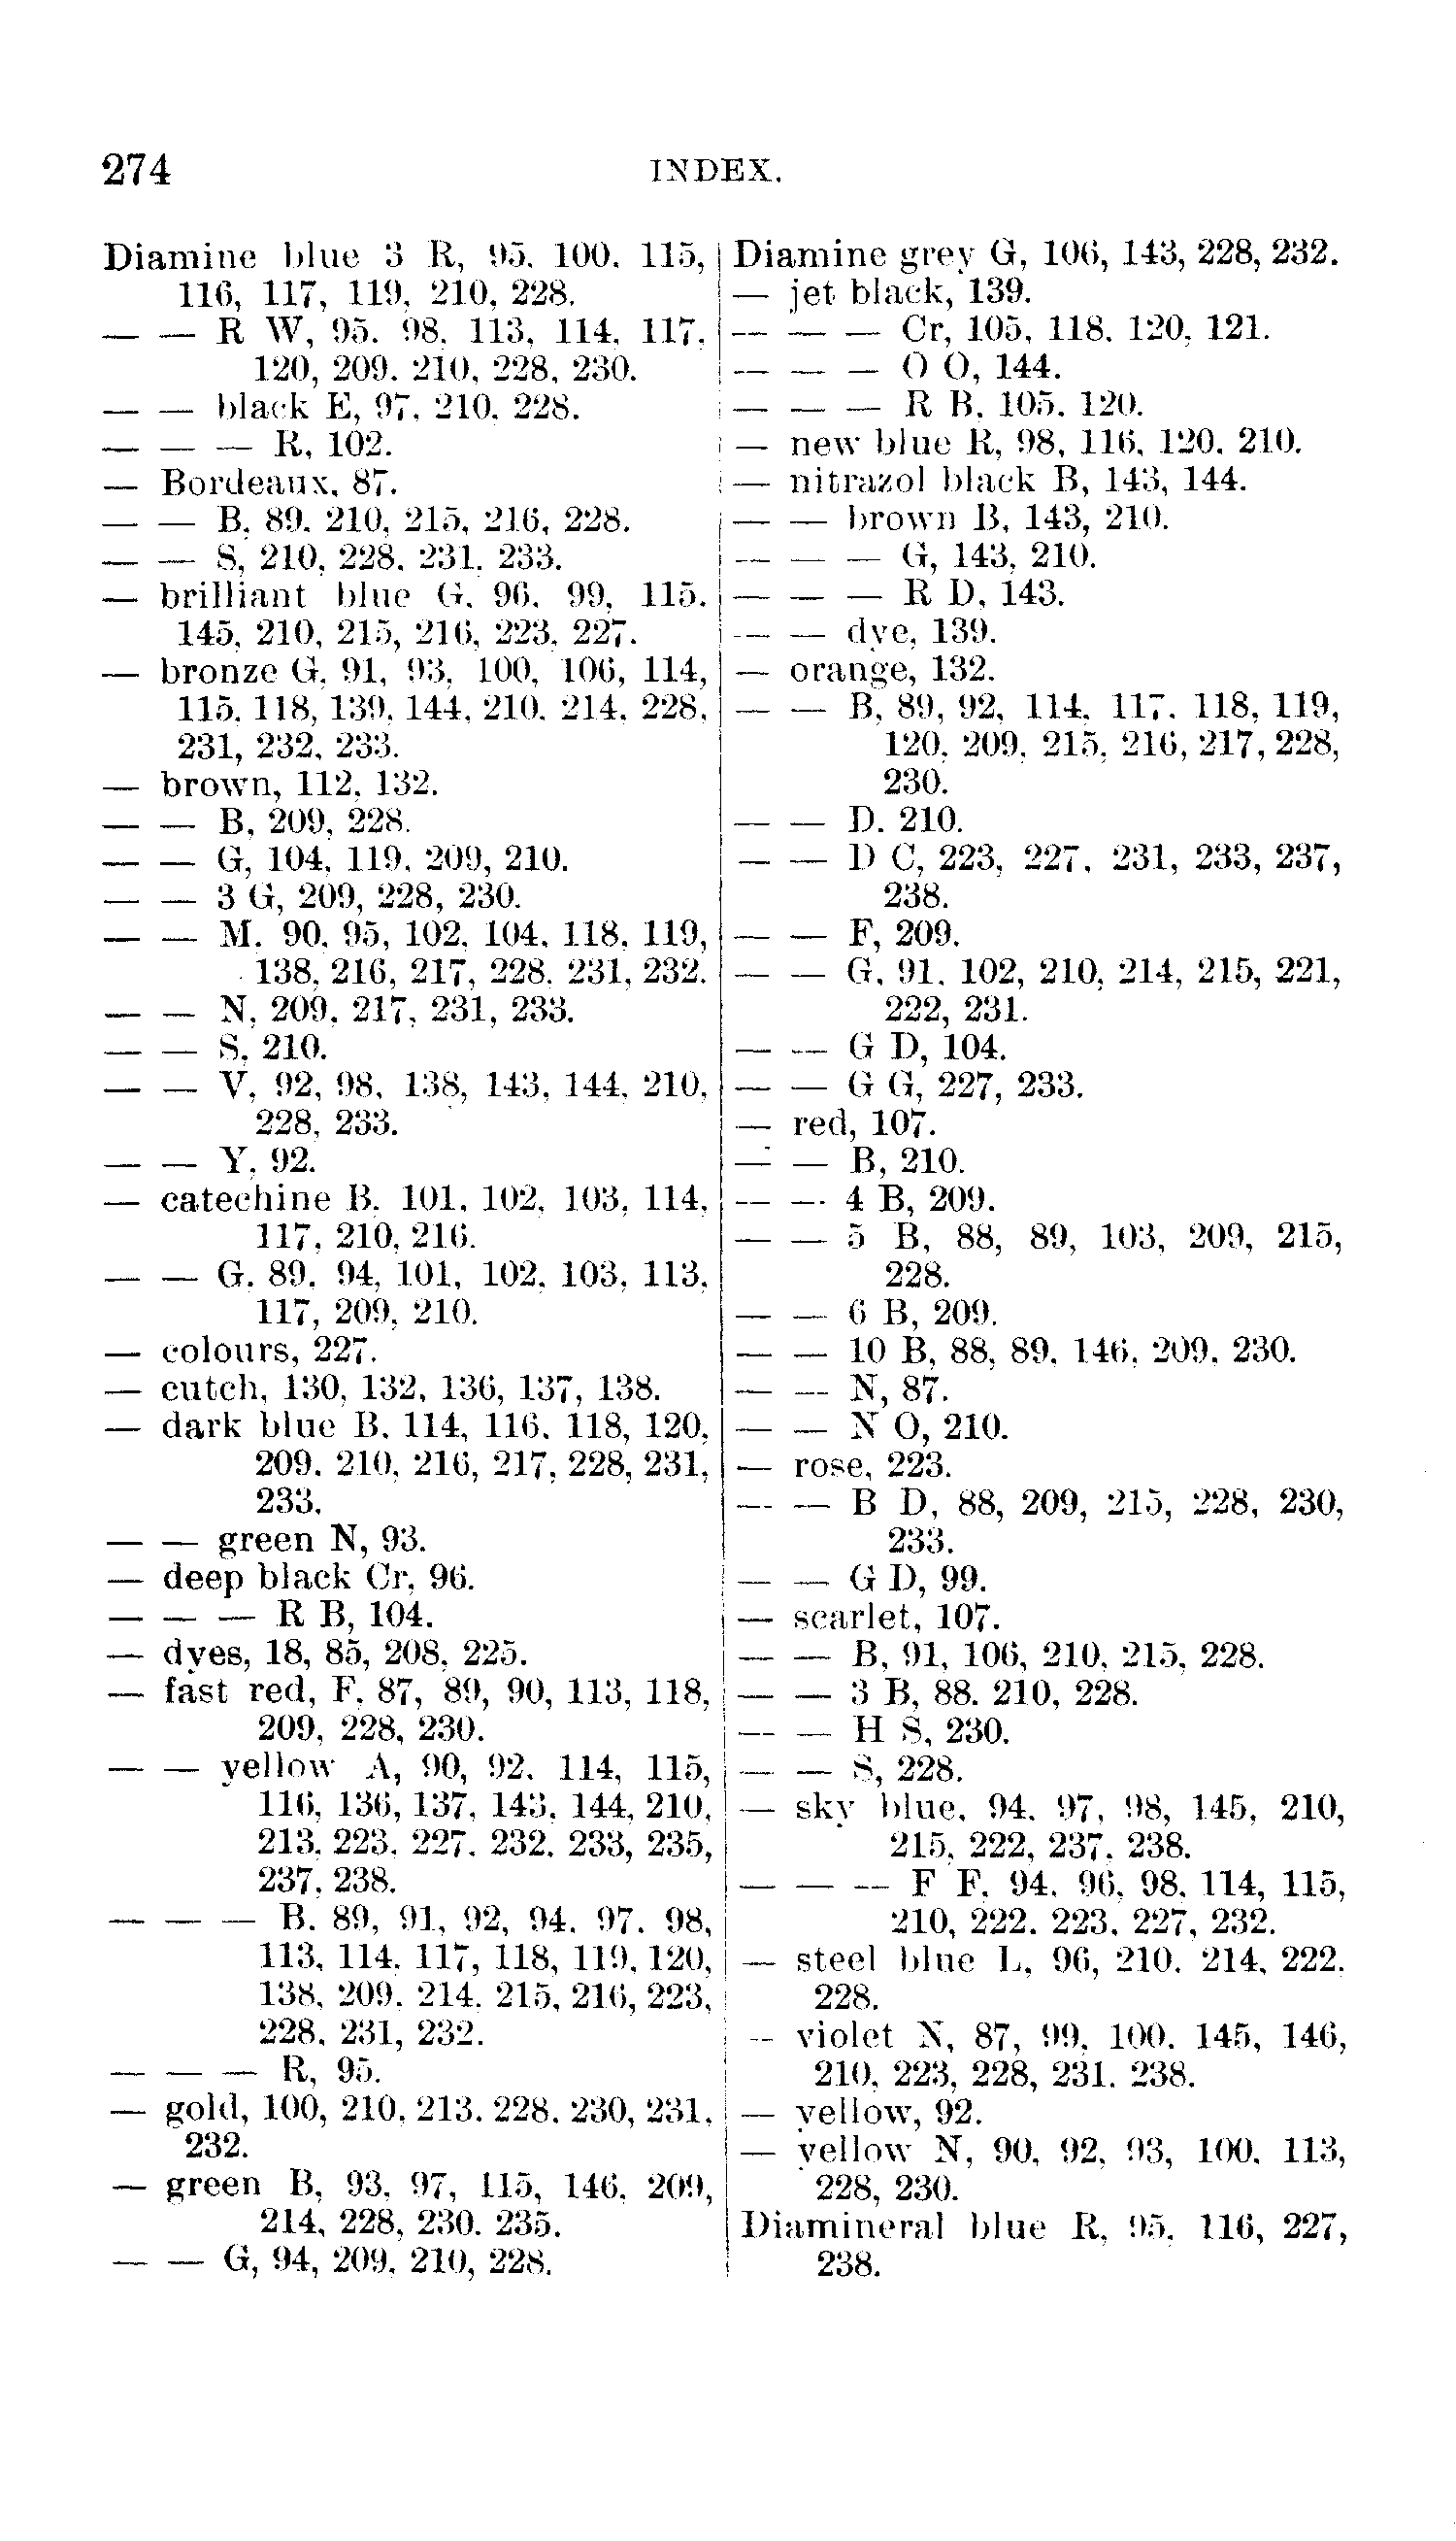 274 INDEX.
Diamine blue 3 R, 95, 100, 115,
116, 117, 119, 210, 228.
— — R W, 95, 98, 113, 114, 117,
120, 209, 210, 228, 230.
— — black E, 97, 210, 228.
— — — R, 102.
— Bordeaux, 87.
— — B, 89, 210, 215, 216, 228.
— — S, 210, 228, 231, 233.
— brilliant blue G, 96, 99, 115,
145, 210, 215, 216, 223, 227.
— bronze G, 91, 93, 100, 106, 114,
115, 118, 139, 144, 210, 214, 228,
231, 232, 233.
— brown, 112, 132.
— — B, 209, 228.
— — G, 104, 119, 209, 210.
— — 3 G, 209, 228, 230.
— — M. 90, 95, 102, 104, 118, 119,
138, 216, 217, 228, 231, 232.
— — N, 209, 217, 231, 233.
— — S, 210.
— — V, 92, 98, 138, 143, 144, 210,
228, 233.
— — Y, 92.
— catechine B. 101, 102, 103, 114,
117, 210, 216.
— — G. 89, 94, 101, 102, 103, 113,
117, 209, 210.
— colours, 227.
— cutch, 130, 132, 136, 137, 138.
— dark blue B, 114, 116, 118, 120,
209, 210, 216, 217, 228, 231,
233.
— — green N, 93.
— deep black Cr, 96.
— — — R B, 104.
— dyes, 18, 85, 208, 225.
— fast red, F, 87, 89, 90, 113, 118,
209, 228, 230.
— — yellow A, 90, 92, 114, 115,
116, 136, 137, 143, 144, 210,
213, 223, 227, 232, 233, 235,
237, 238.
— — — B. 89, 91, 92, 94, 97, 98,
113, 114, 117, 118, 119, 120,
138, 209, 214, 215, 216, 223,
228, 231, 232.
— — — R, 95.
— gold, 100, 210, 213, 228, 230, 231,
232.
— green B, 93, 97, 115, 146, 209,
214, 228, 230, 235.
— — G, 94, 209, 210, 228.
Diamine grey G, 106, 143, 228, 232.
— jet black, 139.
— — — Cr, 105, 118, 120, 121.
— — — O O, 144.
— — — R B, 105, 120.
— new blue R, 98, 116, 120, 210.
— nitrazol black B, 143, 144.
— — brown B, 143, 210.
— — — G, 143, 210.
— — — R D, 143.
— — dye, 139.
— orange, 132.
— — B, 89, 92, 114, 117, 118, 119,
120, 209, 215, 216, 217, 228,
230.
— — D. 210.
— — D C, 223, 227, 231, 233, 237,
238.
— — F, 209.
— — G, 91, 102, 210, 214, 215, 221,
222, 231.
— — G D, 104.
— — G G, 227, 233.
— red, 107.
— — B, 210.
— — 4 B, 209.
— — 5 B, 88, 89, 103, 209, 215,
228.
— — 6 B, 209.
— — 10 B, 88, 89, 146, 209, 230.
— — N, 87.
— — N O, 210.
— rose, 223.
— — B D, 88, 209, 215, 228, 230,
233.
— — G D, 99.
— scarlet, 107.
— — B, 91, 106, 210, 215, 228.
— — 3 B, 88. 210, 228.
— — H S, 230.
— — S, 228.
— sky blue, 94, 97, 98, 145, 210,
215, 222, 237, 238.
— — — F F, 94, 96, 98, 114, 115,
210, 222, 223, 227, 232.
— steel blue L, 96, 210, 214, 222,
228.
— violet N, 87, 99, 100, 145, 146,
210, 223, 228, 231, 238.
— yellow, 92.
— yellow N, 90, 92, 93, 100, 113,
228, 230.
Diamineral blue R, 95, 116, 227,
238.